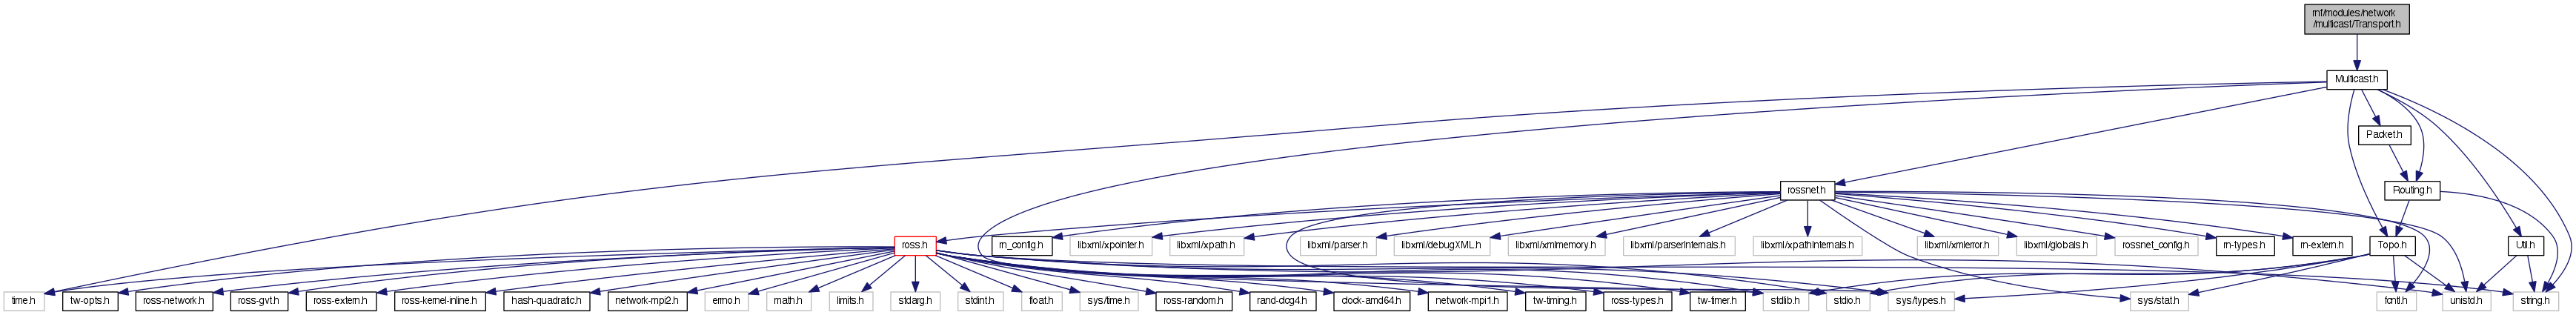 rnf/modules/network
/multicast/Transport.h
Multicast.h
Packet.h
rossnet.h
Routing.h
ross.h
rn_config.h
libxml/xpointer.h
libxml/xpath.h
libxml/parser.h
libxml/debugXML.h
libxml/xmlmemory.h
libxml/parserInternals.h
libxml/xpathInternals.h
libxml/xmlerror.h
libxml/globals.h
rossnet_config.h
rn-types.h
rn-extern.h
Topo.h
Util.h
time.h
tw-opts.h
ross-network.h
ross-gvt.h
ross-extern.h
ross-kernel-inline.h
hash-quadratic.h
network-mpi2.h
errno.h
math.h
limits.h
stdarg.h
stdint.h
float.h
sys/time.h
ross-random.h
rand-clcg4.h
clock-amd64.h
network-mpi1.h
tw-timing.h
ross-types.h
tw-timer.h
stdlib.h
stdio.h
sys/types.h
sys/stat.h
fcntl.h
unistd.h
string.h